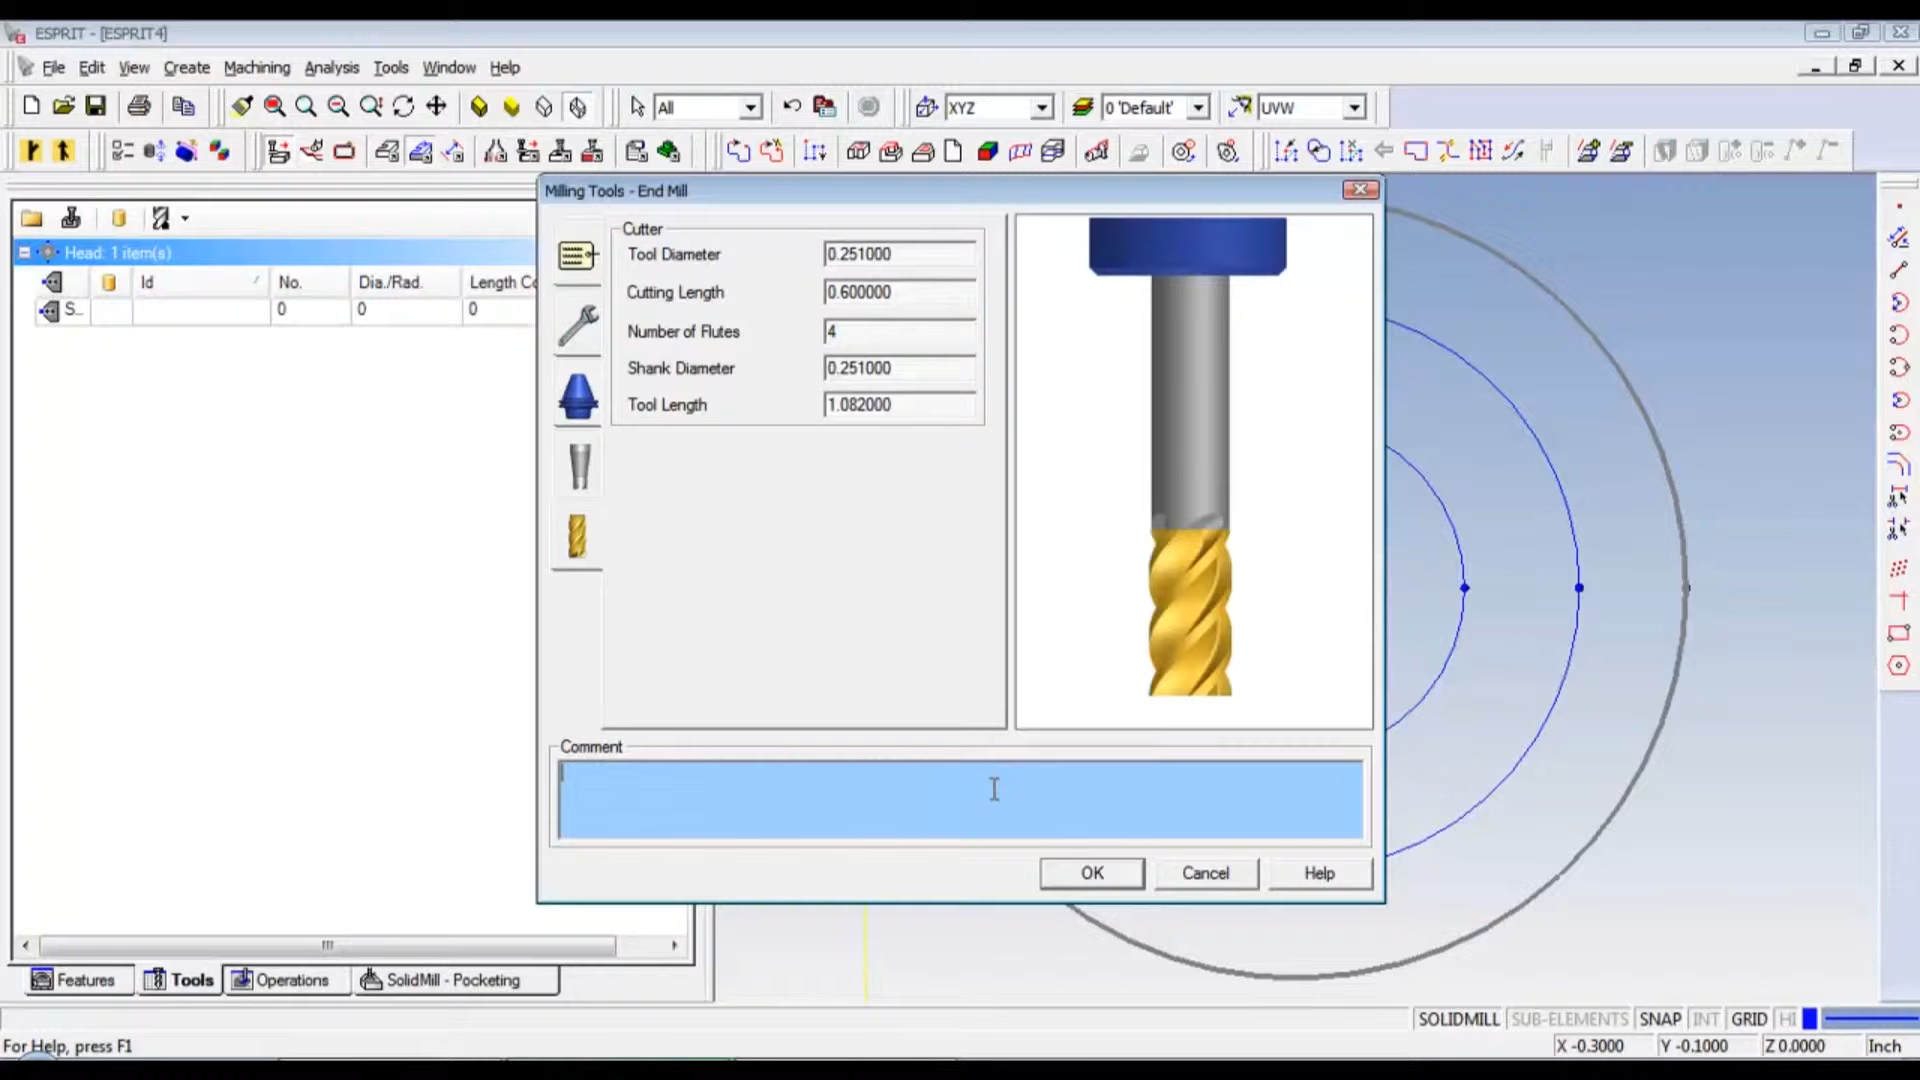 ESPRIT - [ESPRIT4]
File Edit View Create Machining Analysis Tools Window Help
All XYZ 0 'Default' UVW
Milling Tools - End Mill
Head: 1 item(s)
Id No. Dia./Rad. Length Co
S... 0 0 0
Cutter
Tool Diameter 0.251000
Cutting Length 0.600000
Number of Flutes 4
Shank Diameter 0.251000
Tool Length 1.082000
Comment
OK Cancel Help
Features Tools Operations SolidMill - Pocketing
SOLIDMILL SUB-ELEMENTS SNAP INT GRID HI
For Help, press F1 X -0.3000 Y -0.1000 Z 0.0000 Inch